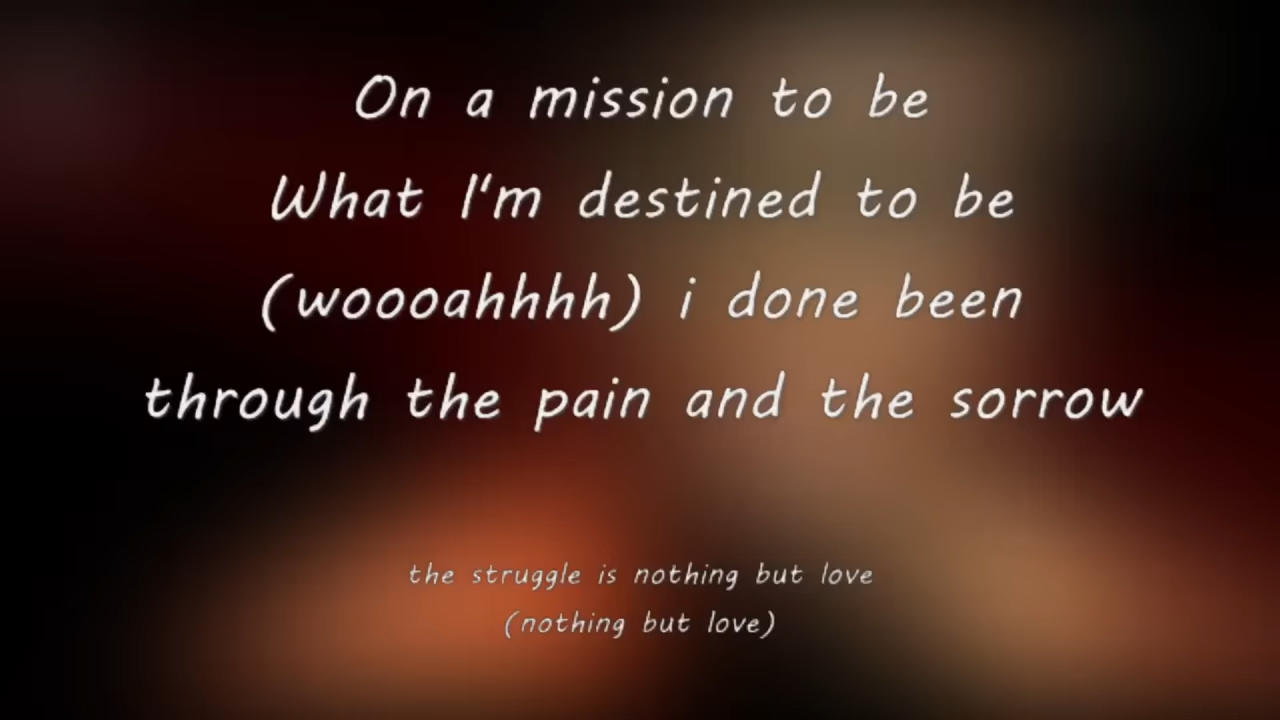 On a mission to be
What I'm destined to be
(woooahhhh) i done been
through the pain and the sorrow
the struggle is nothing but love
(nothing but love)